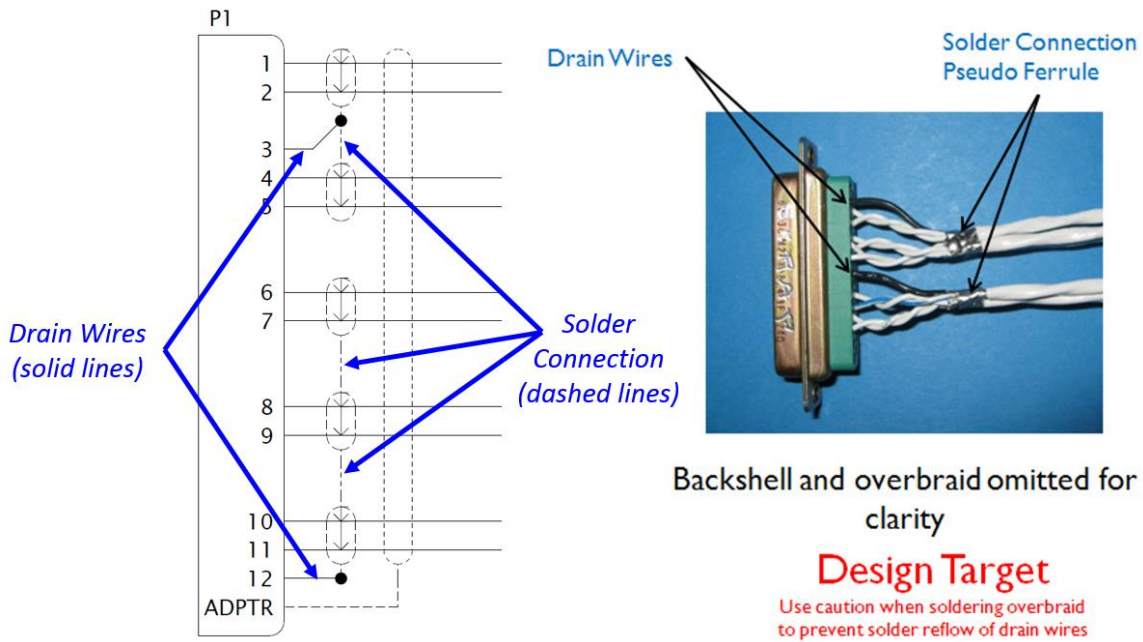 P1
1
2
3
4
5
6
7
8
9
10
11
12
ADPTR
Drain Wires
(solid lines)
Solder
Connection
(dashed lines)
Drain Wires
Solder Connection
Pseudo Ferrule
Backshell and overbraid omitted for
clarity
Design Target
Use caution when soldering overbraid
to prevent solder reflow of drain wires